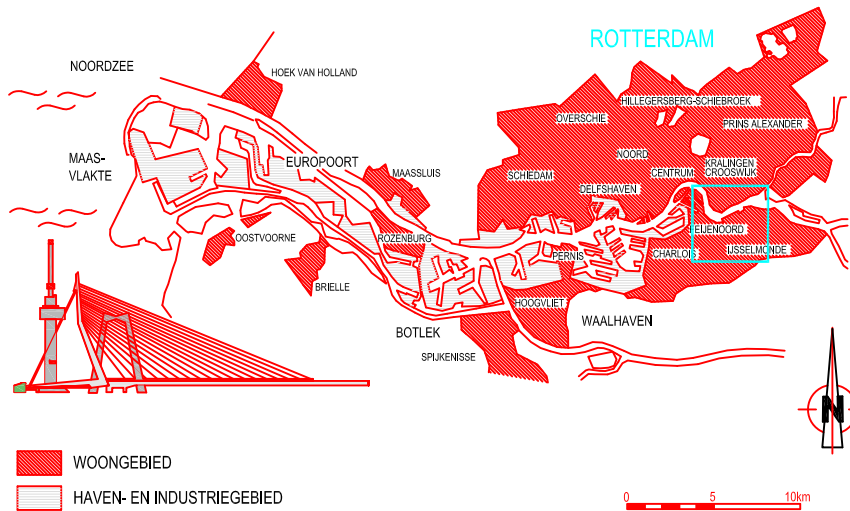 ROTTERDAM
NOORDZEE
HOEK VAN HOLLAND
HILLEGERSBERG-SCHIEBROEK
OVERSCHIE
PRINS ALEXANDER
MAAS-
VLAKTE
EUROPOORT
MAASSLUIS
NOORD
KRALINGEN
CROOSWIJK
CENTRUM
SCHIEDAM
DELFSHAVEN
OOSTVOORNE
ROZENBURG
FEIJENOORD
IJSSELMONDE
PERNIS
CHARLOIS
BRIELLE
HOOGVLIET
BOTLEK
WAALHAVEN
SPIJKENISSE
N
WOONGEBIED
HAVEN- EN INDUSTRIEGEBIED
0 5 10km